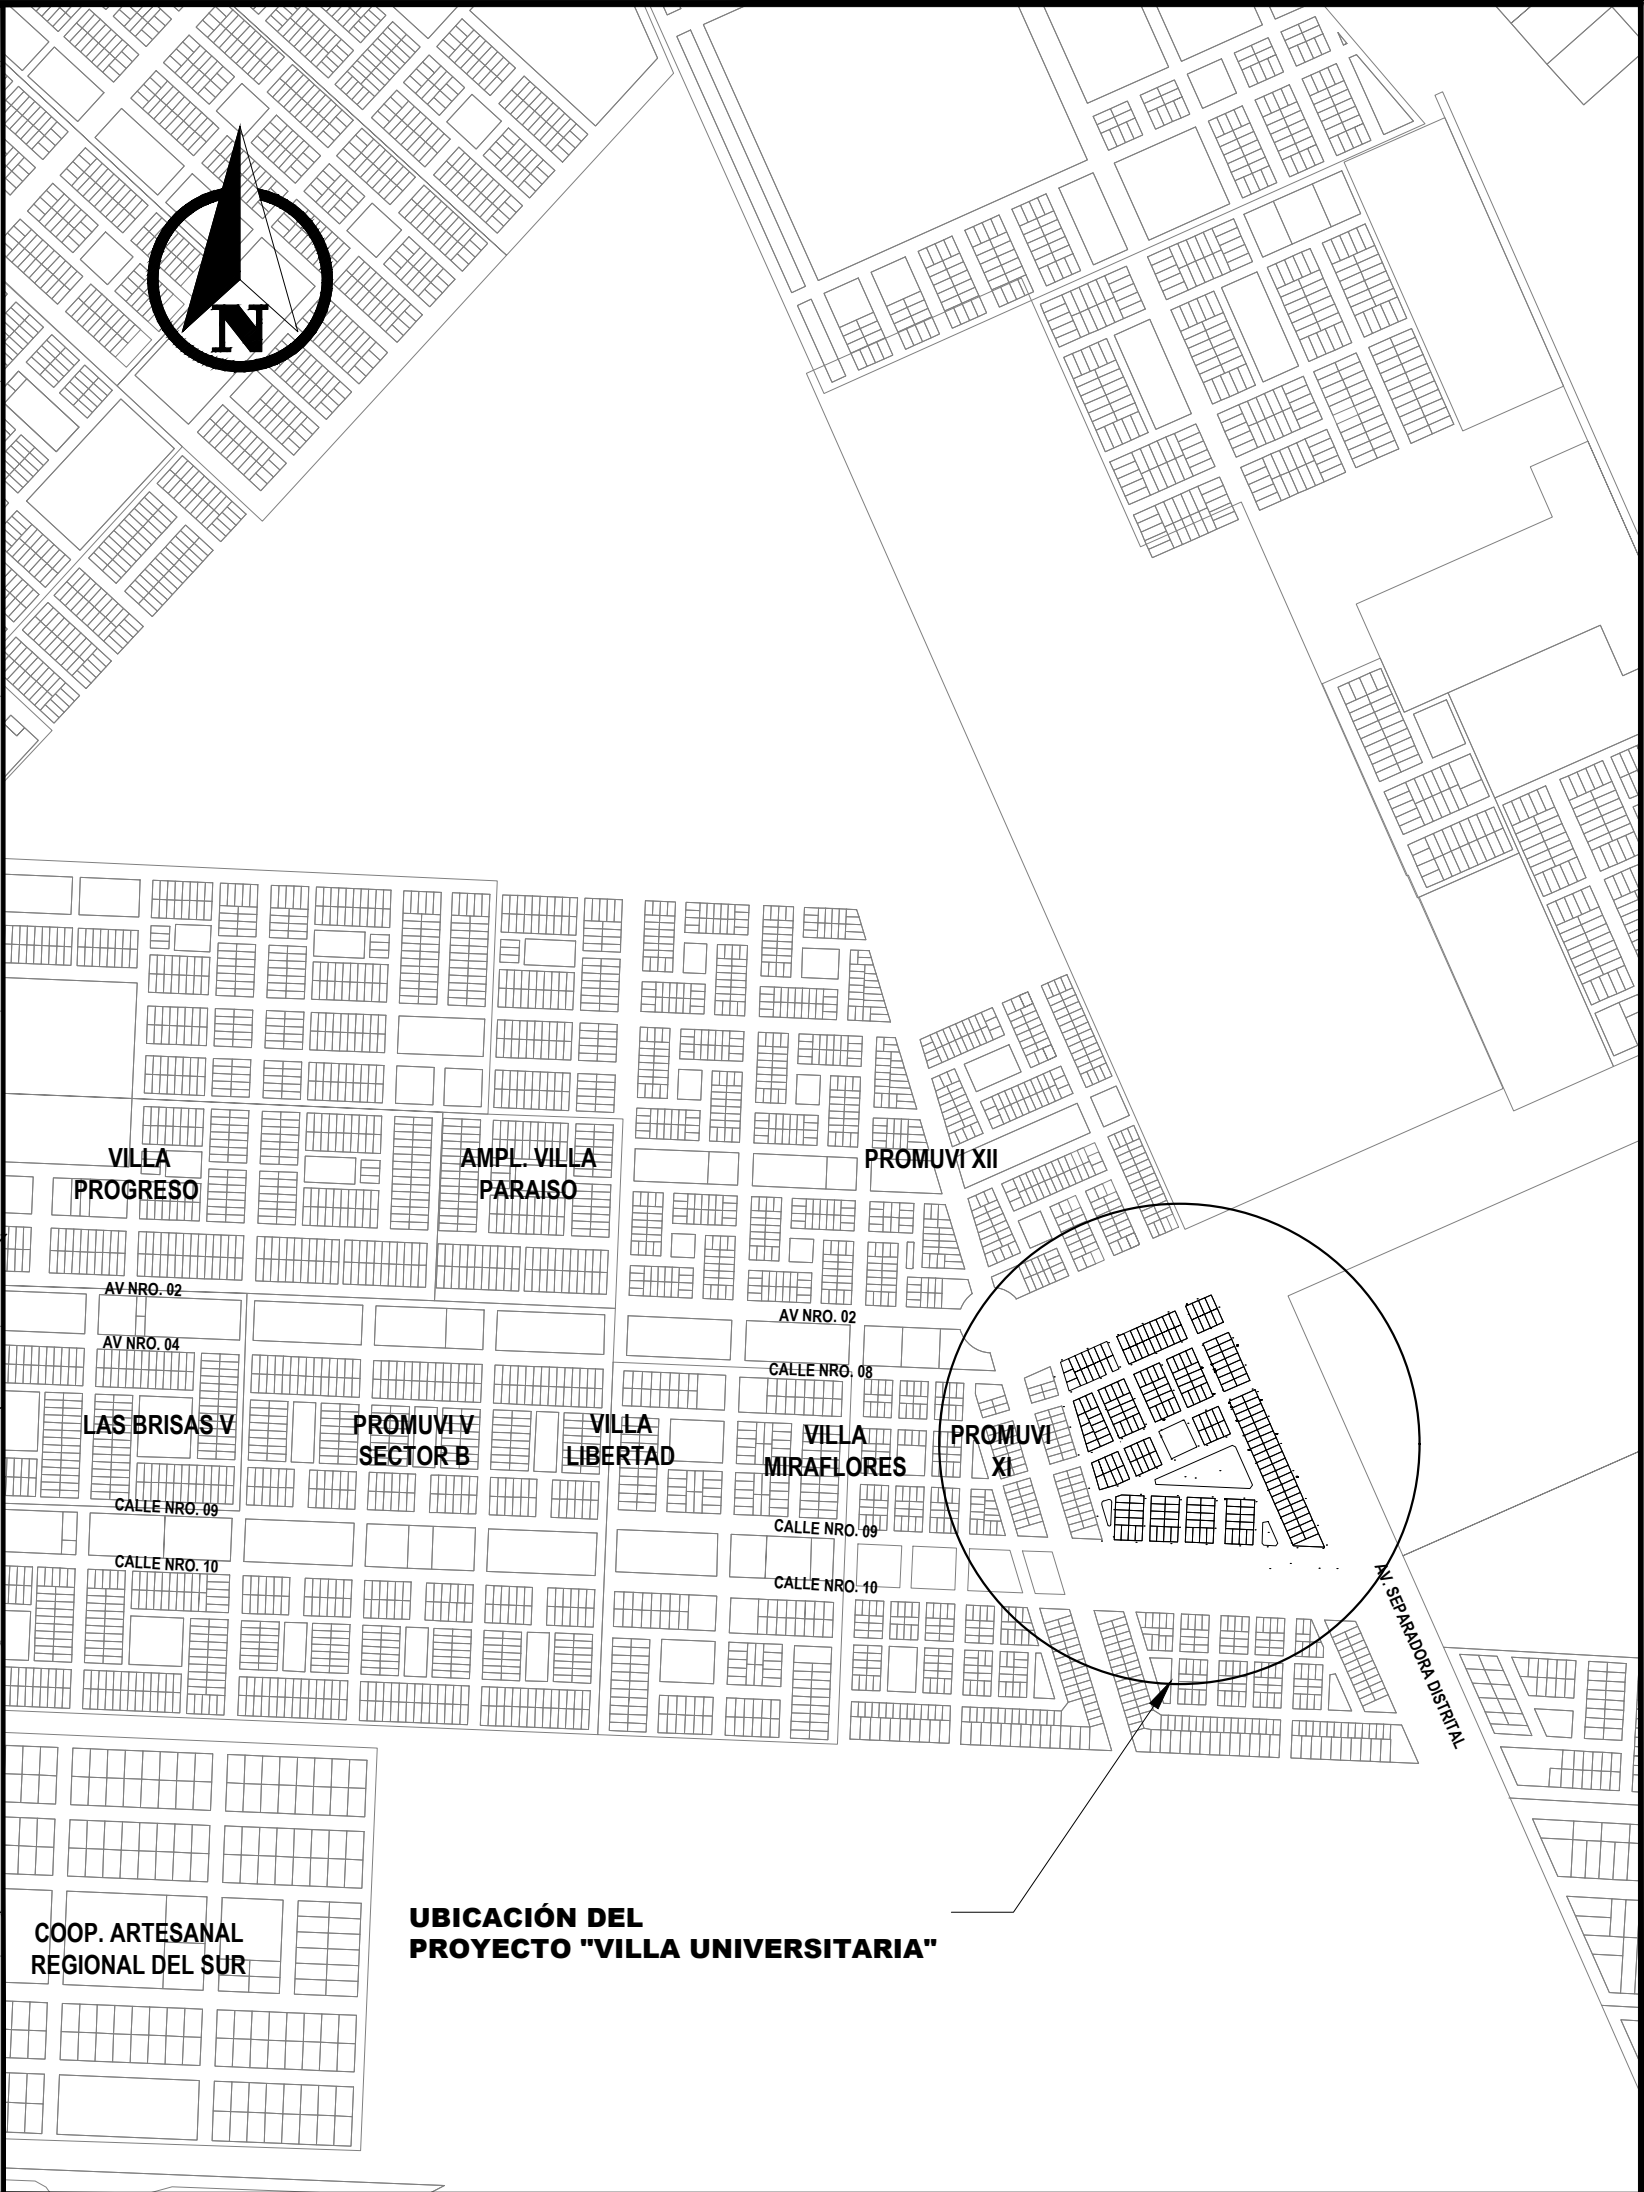 N
VILLA
PROGRESO
AMPL. VILLA
PARAISO
PROMUVI XII
AV NRO. 02
AV NRO. 02
AV NRO. 04
CALLE NRO. 08
LAS BRISAS V
PROMUVI V
SECTOR B
VILLA
LIBERTAD
VILLA
MIRAFLORES
PROMUVI
XI
CALLE NRO. 09
CALLE NRO. 09
CALLE NRO. 10
CALLE NRO. 10
AV. SEPARADORA DISTRITAL
UBICACIÓN DEL
PROYECTO "VILLA UNIVERSITARIA"
COOP. ARTESANAL
REGIONAL DEL SUR